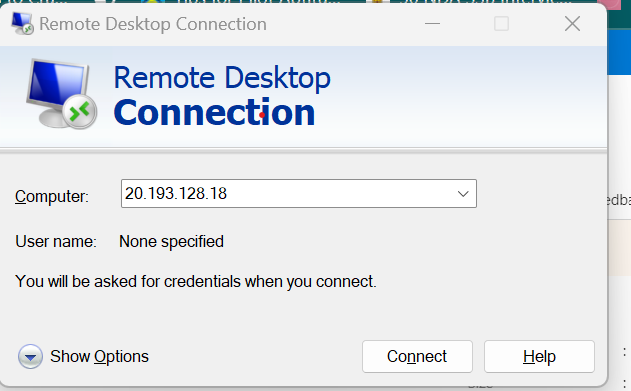 Remote Desktop Connection
Remote Desktop
Connection
Computer:
20.193.128.18
User name:
None specified
You will be asked for credentials when you connect.
Show Options
Connect
Help